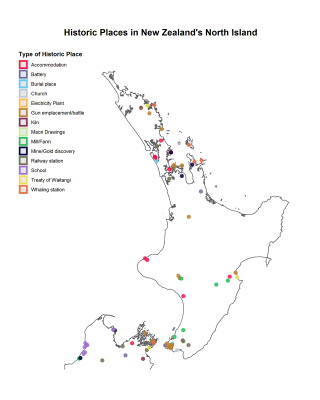 Historic Places in New Zealand's North Island
Type of Historic Place
Accommodation
Battery
Burial place
Church
Electricity Plant
Gun emplacement/battle
Kiln
Maori Drawings
Mill/Farm
Mine/Gold discovery
Railway station
School
Treaty of Waitangi
Whaling station